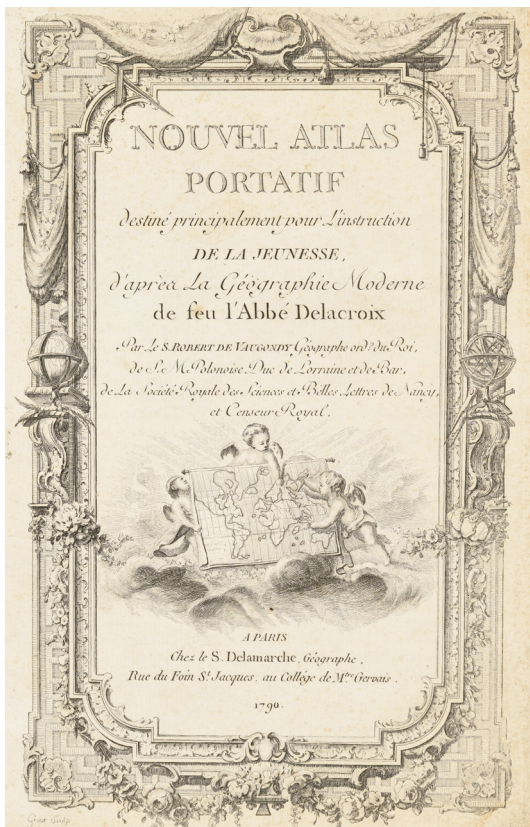 NOUVEL ATLAS
PORTATIF
destiné principalement pour L'instruction
DE LA JEUNESSE,
d'après La Géographie Moderne
de feu l'Abbé Delacroix
Par Le S. ROBERT DE VAUGONDY Géographe ord.re du Roi,
de S. M. Polonoise Duc de Lorraine et de Bar,
de La Société Royale des Sciences et Belles Lettres de Nancy,
et Censeur Royal.
A PARIS
Chez le S. Delamarche, Géographe,
Rue du Foin St. Jacques, au Collège de Mtre Gervais.
1790.
Sculp.